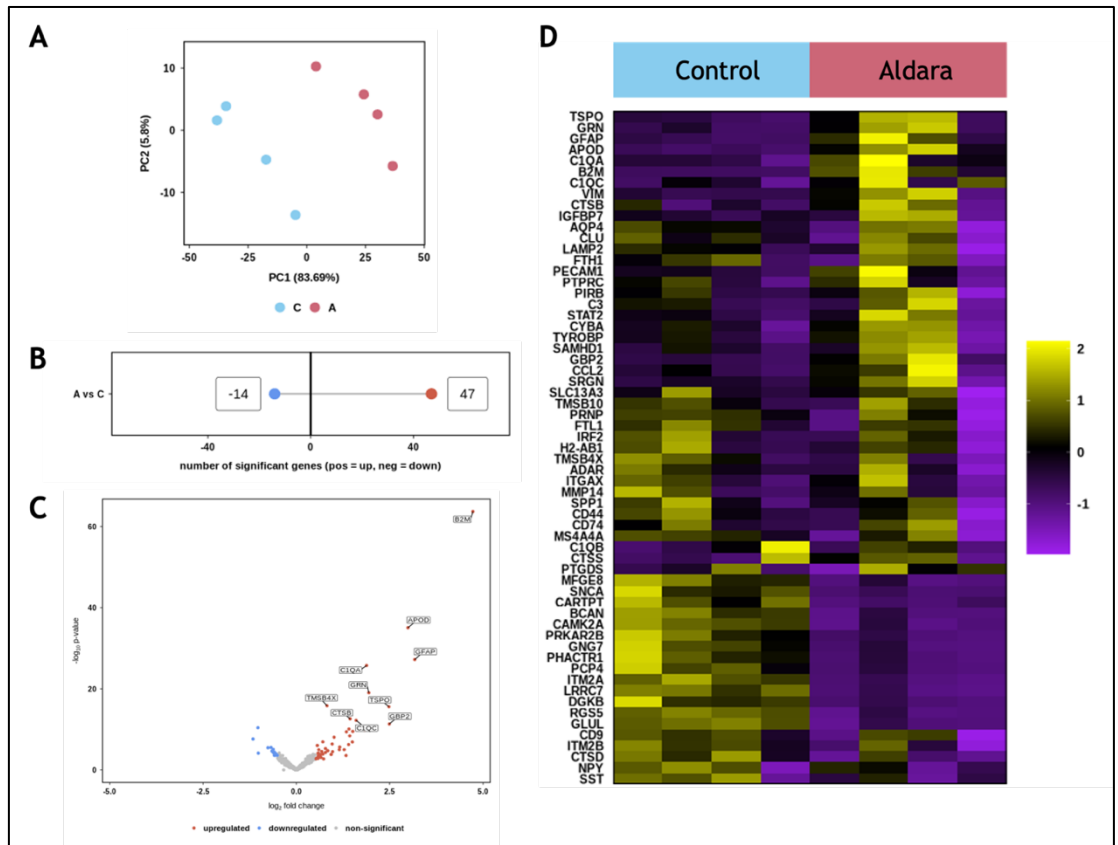 A
PC2 (5.8%)
10
0
-10
-50
-25
0
25
50
PC1 (83.69%)
C
A
B
A vs C
-14
47
-40
0
40
number of significant genes (pos = up, neg = down)
C
-log10 p-value
60
40
20
0
B2M
APOD
GFAP
C1QA
GRN
TMSB4X
TSPO
CTSB
GBP2
C1QC
-5.0
-2.5
0.0
2.5
5.0
log2 fold change
upregulated
downregulated
non-significant
D
Control
Aldara
TSPO
GRN
GFAP
APOD
C1QA
B2M
C1QC
VIM
CTSB
IGFBP7
AQP4
CLU
LAMP2
FTH1
PECAM1
PTPRC
PIRB
C3
STAT2
CYBA
TYROBP
SAMHD1
GBP2
CCL2
SRGN
SLC13A3
TMSB10
PRNP
FTL1
IRF2
H2-AB1
TMSB4X
ADAR
ITGAX
MMP14
SPP1
CD44
CD74
MS4A4A
C1QB
CTSS
PTGDS
MFGE8
SNCA
CARTPT
BCAN
CAMK2A
PRKAR2B
GNG7
PHACTR1
PCP4
ITM2A
LRRC7
DGKB
RGS5
GLUL
CD9
ITM2B
CTSD
NPY
SST
2
1
0
-1